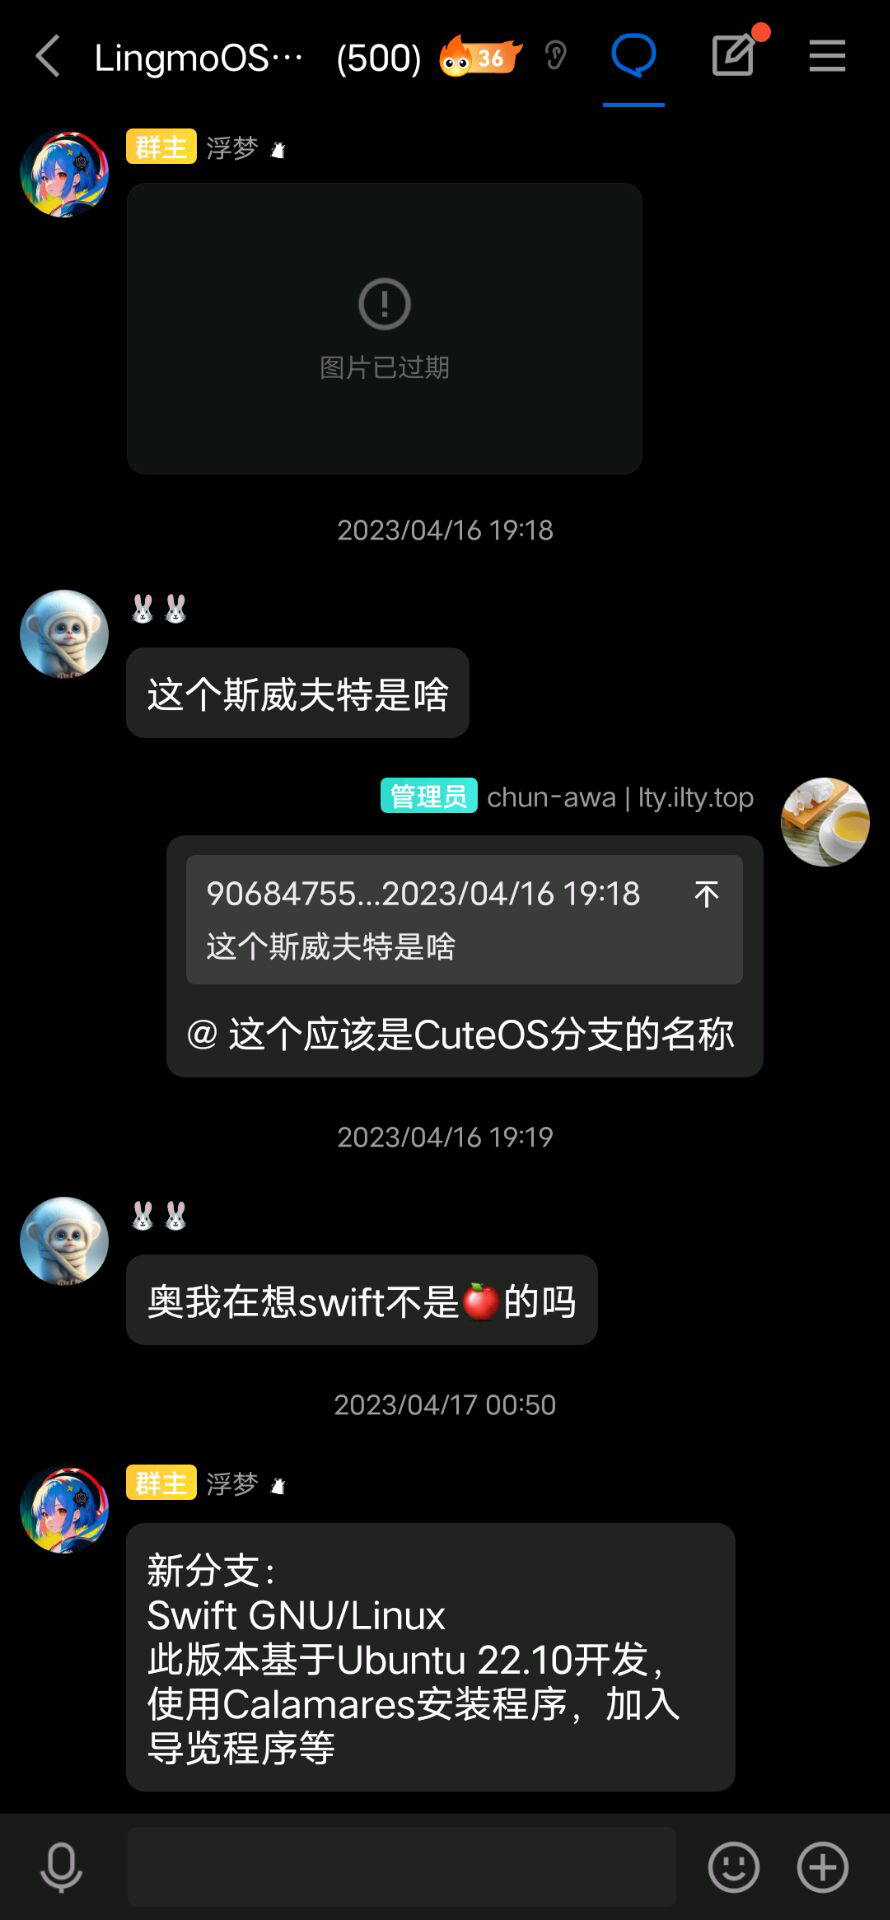 LingmoOS… (500) 36
群主 浮梦
图片已过期
2023/04/16 19:18
🐰🐰
这个斯威夫特是啥
管理员 chun-awa | lty.ilty.top
90684755...2023/04/16 19:18
这个斯威夫特是啥
@ 这个应该是CuteOS分支的名称
2023/04/16 19:19
🐰🐰
奥我在想swift不是🍎的吗
2023/04/17 00:50
群主 浮梦
新分支：
Swift GNU/Linux
此版本基于Ubuntu 22.10开发，
使用Calamares安装程序，加入
导览程序等